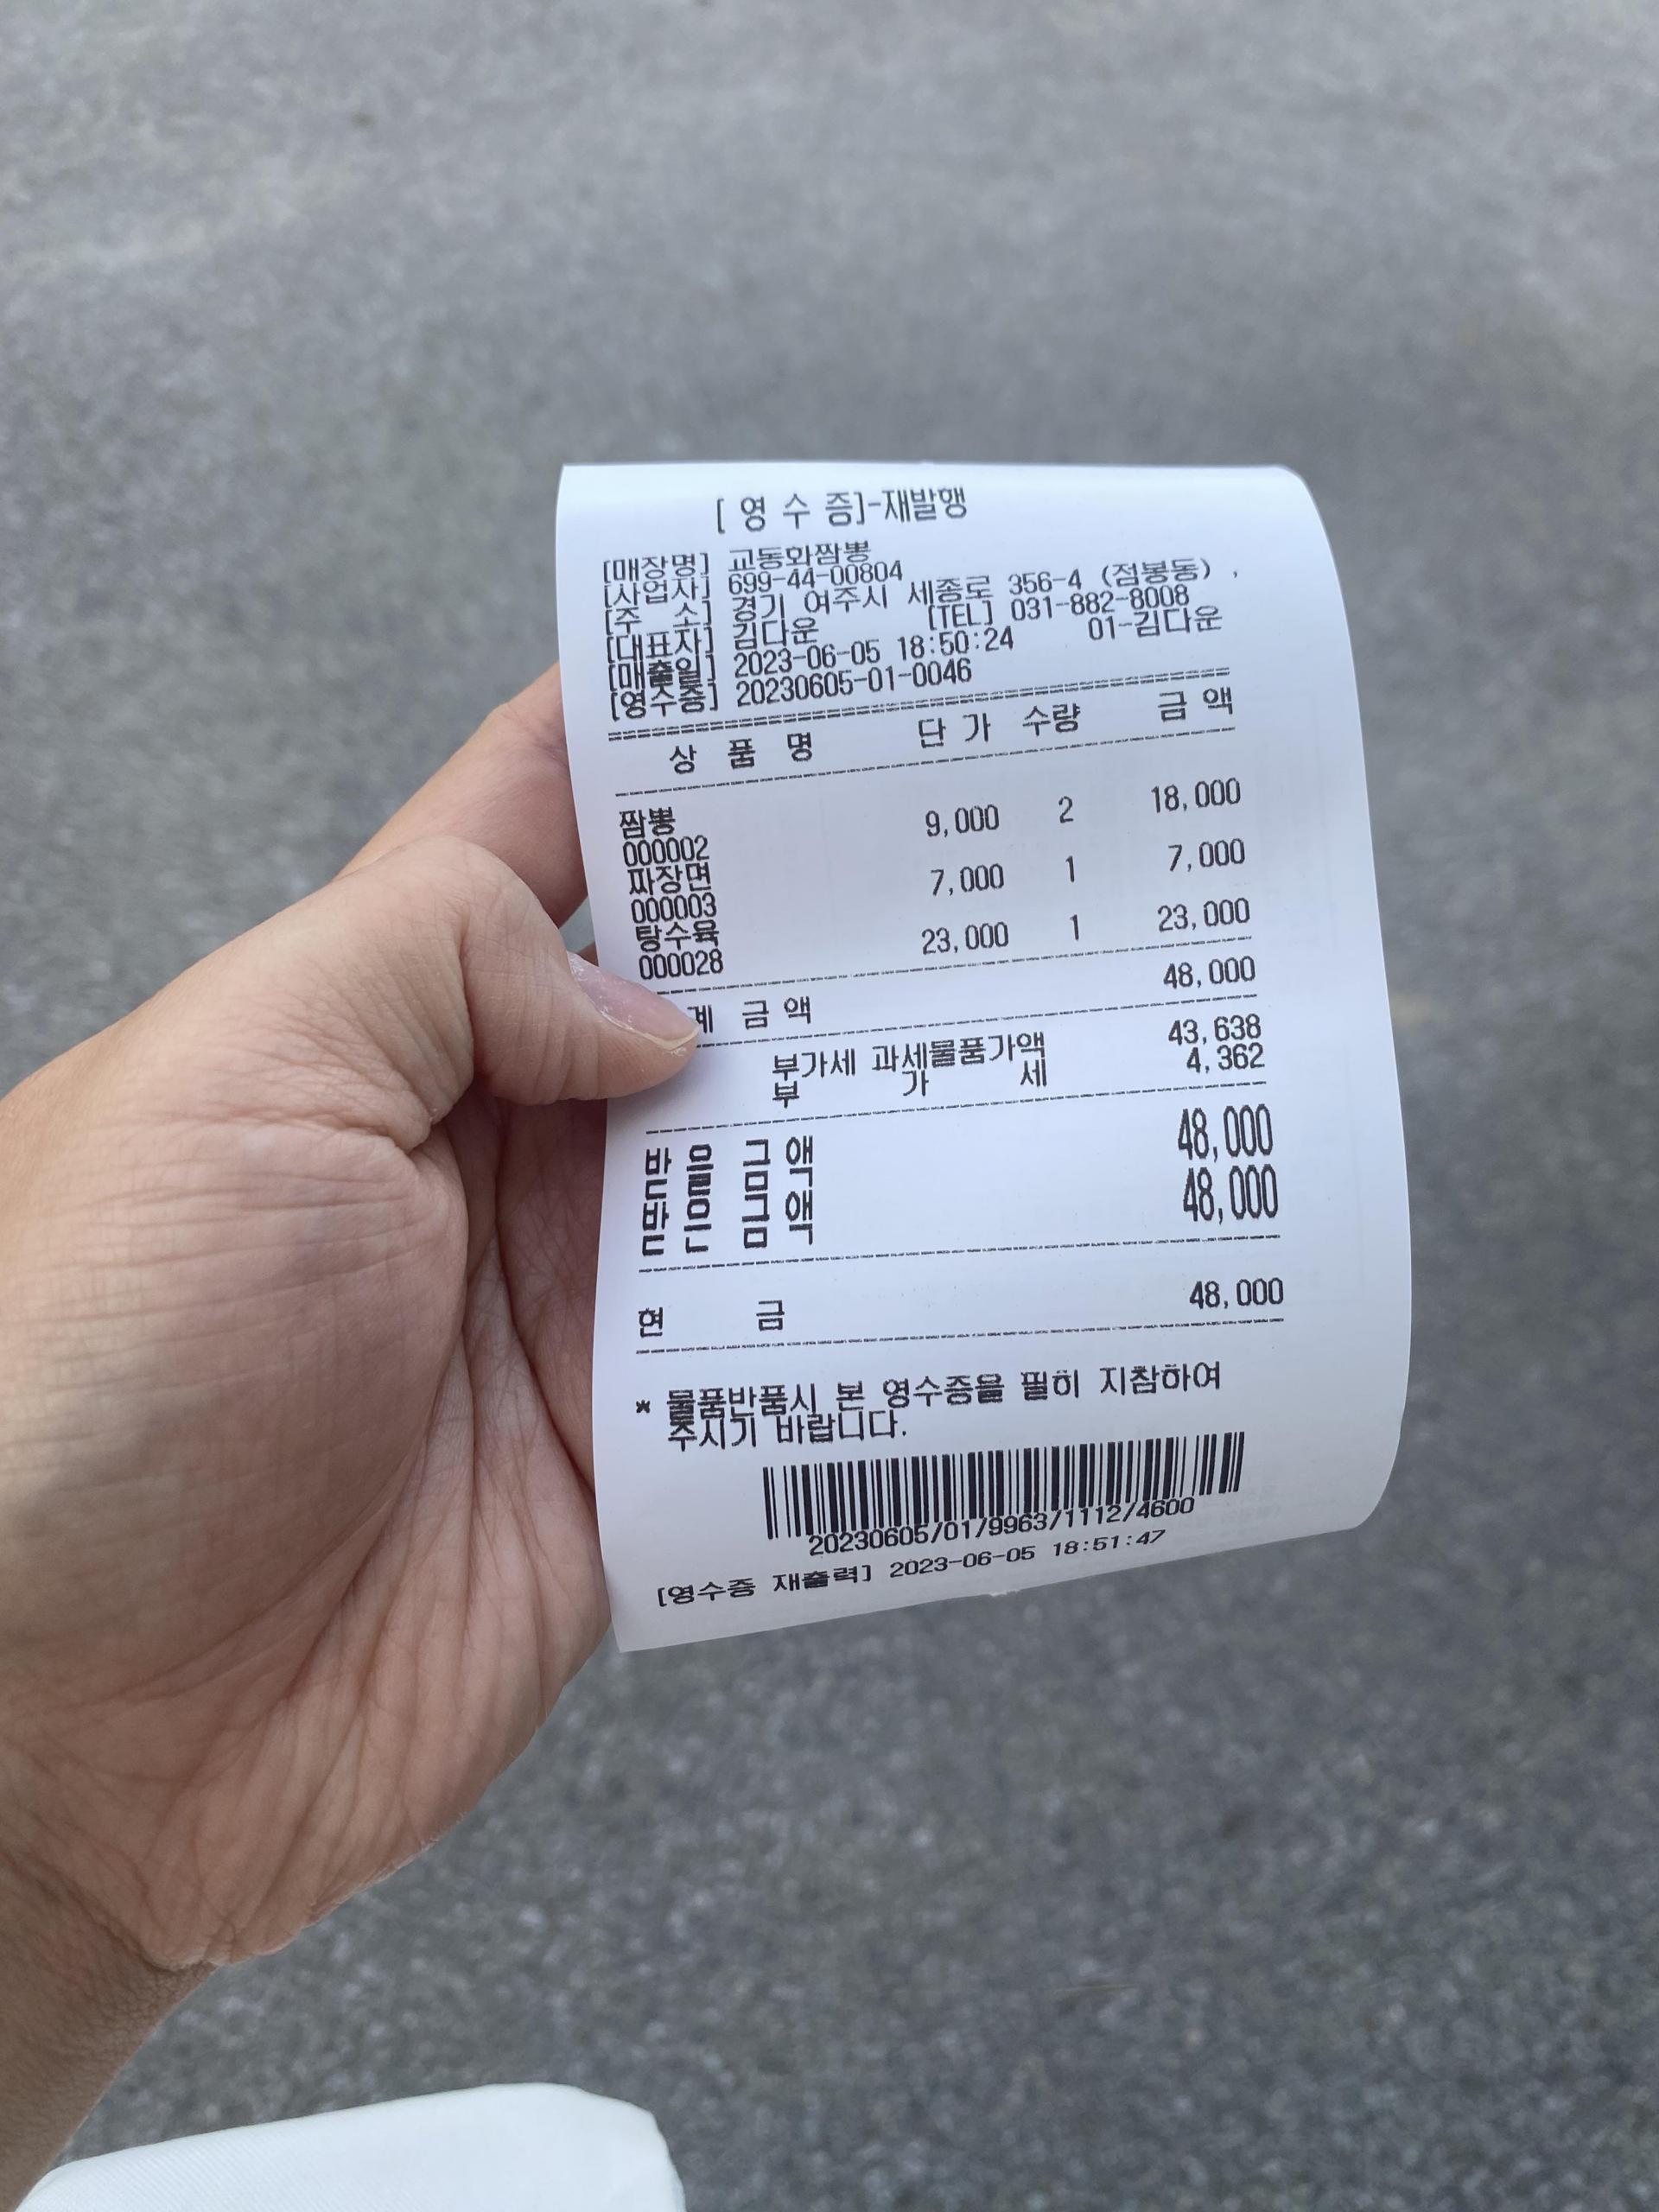 [ 영 수 증]-재발행
[매장명] 교동화짬뽕
[사업자] 699-44-00804
[주 소] 경기 여주시 세종로 356-4 (점봉동) ,
[대표자] 김다운 [TEL] 031-882-8008
[매출일] 2023-06-05 18:50:24 01-김다운
[영수증] 20230605-01-0046
상 품 명 단 가 수량 금 액
짬뽕 9,000 2 18,000
000002
짜장면 7,000 1 7,000
000003
탕수육 23,000 1 23,000
000028
계 금 액 48,000
부가세 과세물품가액 43,638
부 가 세 4,362
받 을 금 액 48,000
받 은 금 액 48,000
현 금 48,000
* 물품반품시 본 영수증을 필히 지참하여
주시기 바랍니다.
20230605/01/9963/1112/4600
[영수증 재출력] 2023-06-05 18:51:47